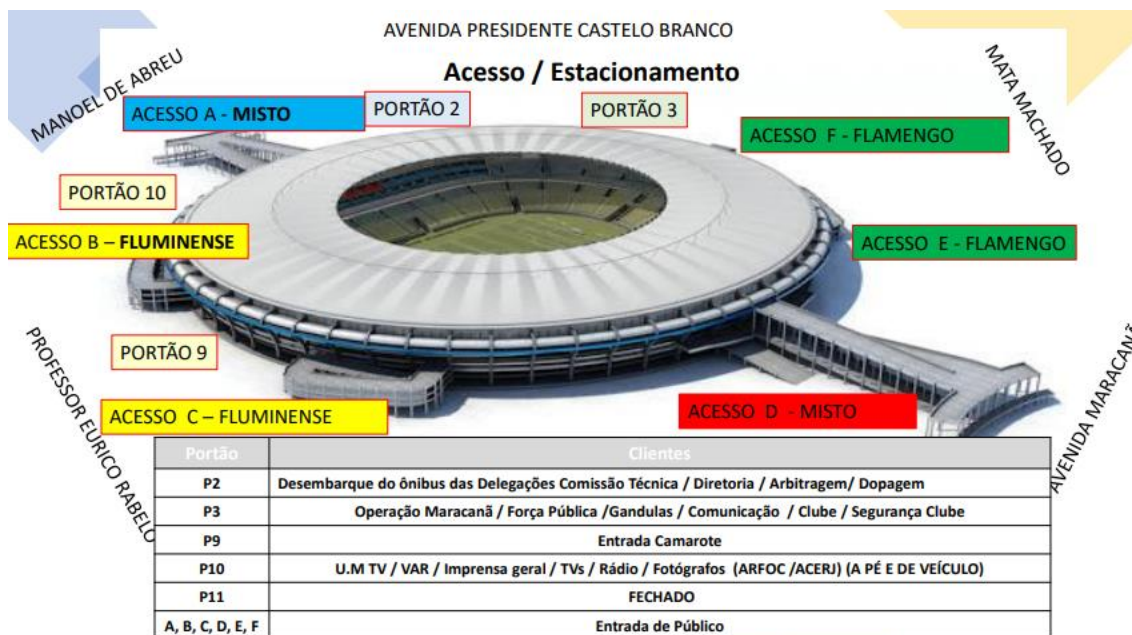 AVENIDA PRESIDENTE CASTELO BRANCO
MANOEL DE ABREU
Acesso / Estacionamento
MATA MACHADO
ACESSO A - MISTO
PORTÃO 2
PORTÃO 3
ACESSO F - FLAMENGO
PORTÃO 10
ACESSO B – FLUMINENSE
ACESSO E - FLAMENGO
PROFESSOR EURICO RABELO
PORTÃO 9
AVENIDA MARACANÃ
ACESSO C – FLUMINENSE
ACESSO D - MISTO
Portão Clientes
P2 Desembarque do ônibus das Delegações Comissão Técnica / Diretoria / Arbitragem/ Dopagem
P3 Operação Maracanã / Força Pública /Gandulas / Comunicação / Clube / Segurança Clube
P9 Entrada Camarote
P10 U.M TV / VAR / Imprensa geral / TVs / Rádio / Fotógrafos (ARFOC /ACERJ) (A PÉ E DE VEÍCULO)
P11 FECHADO
A, B, C, D, E, F Entrada de Público